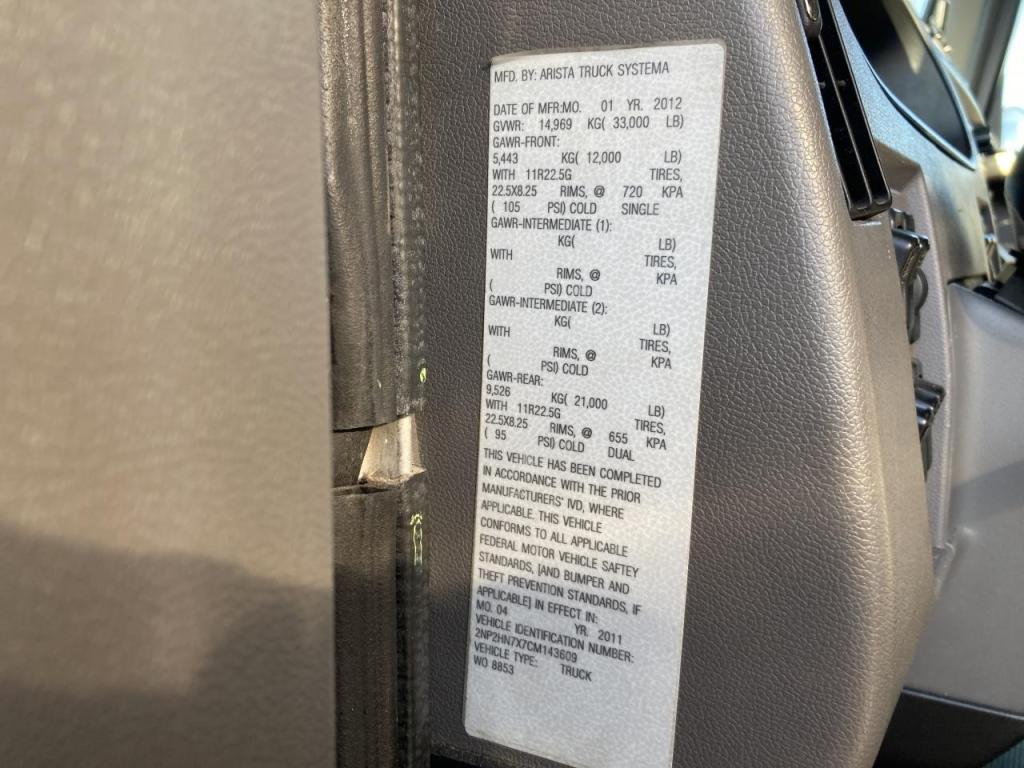 MFD. BY: ARISTA TRUCK SYSTEMA
DATE OF MFR:MO. 01 YR. 2012
GVWR: 14,969 KG( 33,000 LB)
GAWR-FRONT:
5,443 KG( 12,000 LB)
WITH 11R22.5G TIRES,
22.5X8.25 RIMS, @ 720 KPA
( 105 PSI) COLD SINGLE
GAWR-INTERMEDIATE (1):
KG( LB)
WITH TIRES,
RIMS, @ KPA
( PSI) COLD
GAWR-INTERMEDIATE (2):
KG( LB)
WITH TIRES,
RIMS, @ KPA
( PSI) COLD
GAWR-REAR:
9,526 KG( 21,000 LB)
WITH 11R22.5G TIRES,
22.5X8.25 RIMS, @ 655 KPA
( 95 PSI) COLD DUAL
THIS VEHICLE HAS BEEN COMPLETED
IN ACCORDANCE WITH THE PRIOR
MANUFACTURERS' IVD, WHERE
APPLICABLE. THIS VEHICLE
CONFORMS TO ALL APPLICABLE
FEDERAL MOTOR VEHICLE SAFTEY
STANDARDS, [AND BUMPER AND
THEFT PREVENTION STANDARDS, IF
APPLICABLE] IN EFFECT IN:
MO. 04 YR. 2011
VEHICLE IDENTIFICATION NUMBER:
2NP2HN7X7CM143609
VEHICLE TYPE: TRUCK
WO 8853